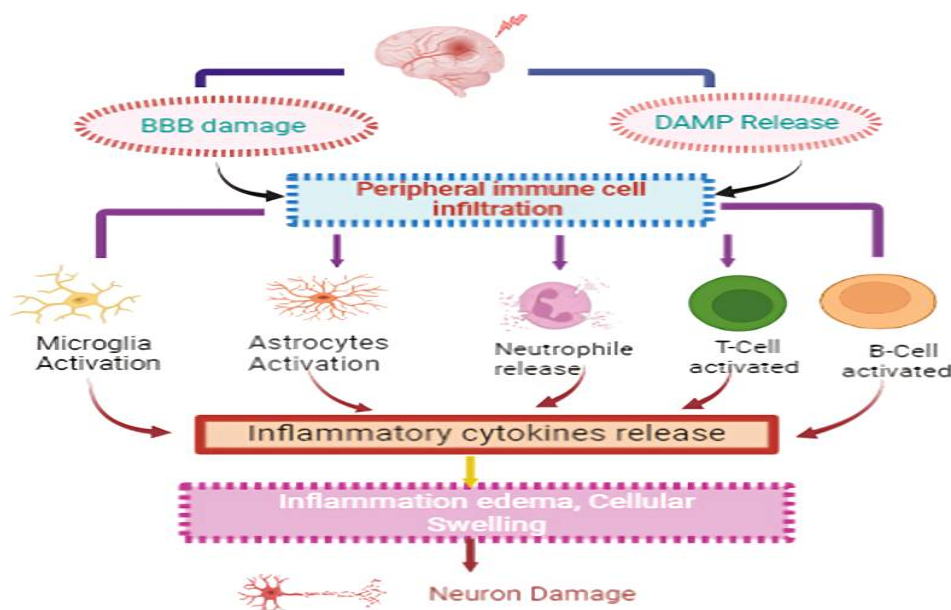 BBB damage
DAMP Release
Peripheral immune cell
infiltration
Microglia
Activation
Astrocytes
Activation
Neutrophile
release
T-Cell
activated
B-Cell
activated
Inflammatory cytokines release
Inflammation edema, Cellular
Swelling
Neuron Damage